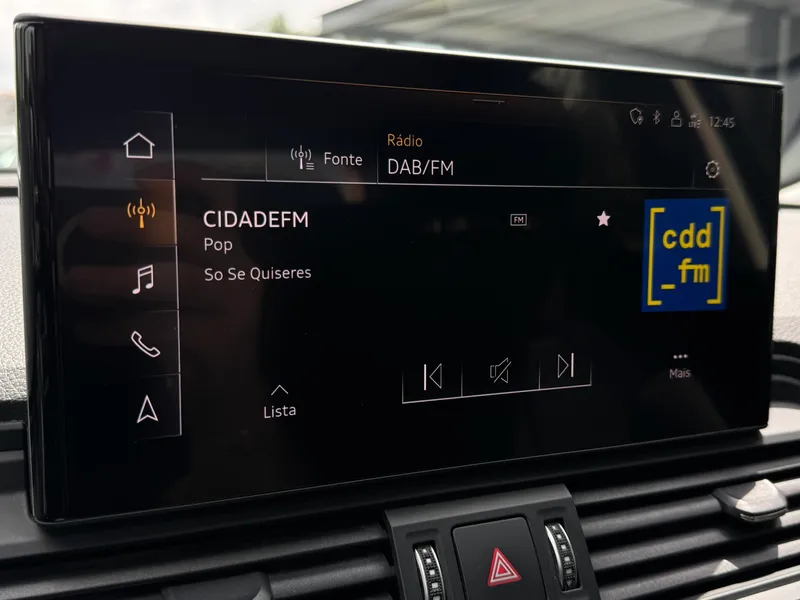 12:45
Fonte
Rádio
DAB/FM
CIDADEFM
FM
Pop
So Se Quiseres
cdd
_fm
Lista
Mais